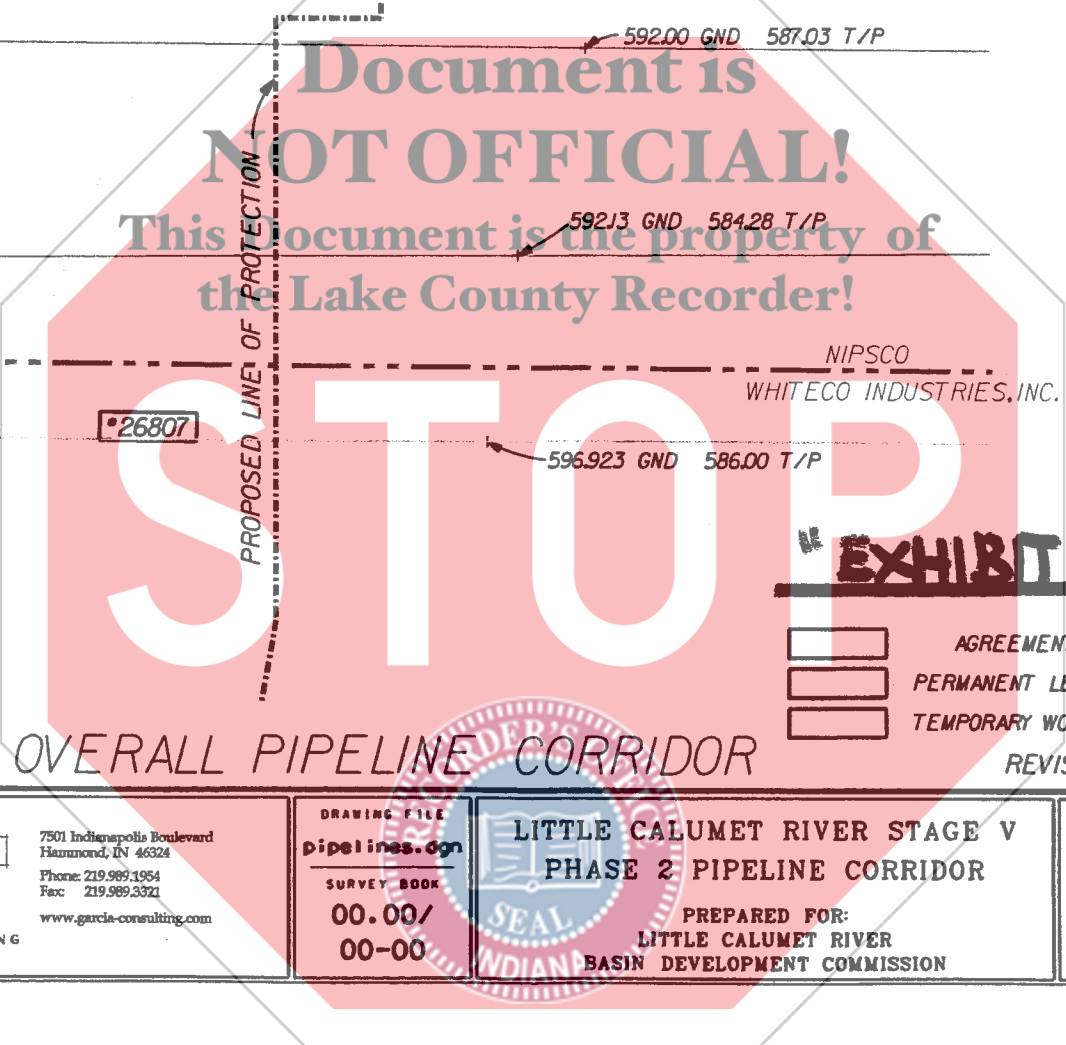 592.00 GND 587.03 T/P
Document is
NOT OFFICIAL!
592.13 GND 584.28 T/P
This Document is the property of
the Lake County Recorder!
PROPOSED LINE OF PROTECTION
NIPSCO
WHITECO INDUSTRIES, INC.
*26807
596.923 GND 586.00 T/P
STOP
"EXHIBIT
AGREEMEN
PERMANENT LE
TEMPORARY WO
REVIS
OVERALL PIPELINE CORRIDOR
7501 Indianapolis Boulevard
Hammond, IN 46324
Phone: 219.989.1954
Fax: 219.989.3321
www.garcia-consulting.com
NG
DRAWING FILE
pipelines.dgn
SURVEY BOOK
00.00/
00-00
LITTLE CALUMET RIVER STAGE V
PHASE 2 PIPELINE CORRIDOR
PREPARED FOR:
LITTLE CALUMET RIVER
BASIN DEVELOPMENT COMMISSION
RECORDER'S OFFICE
SEAL
INDIANA